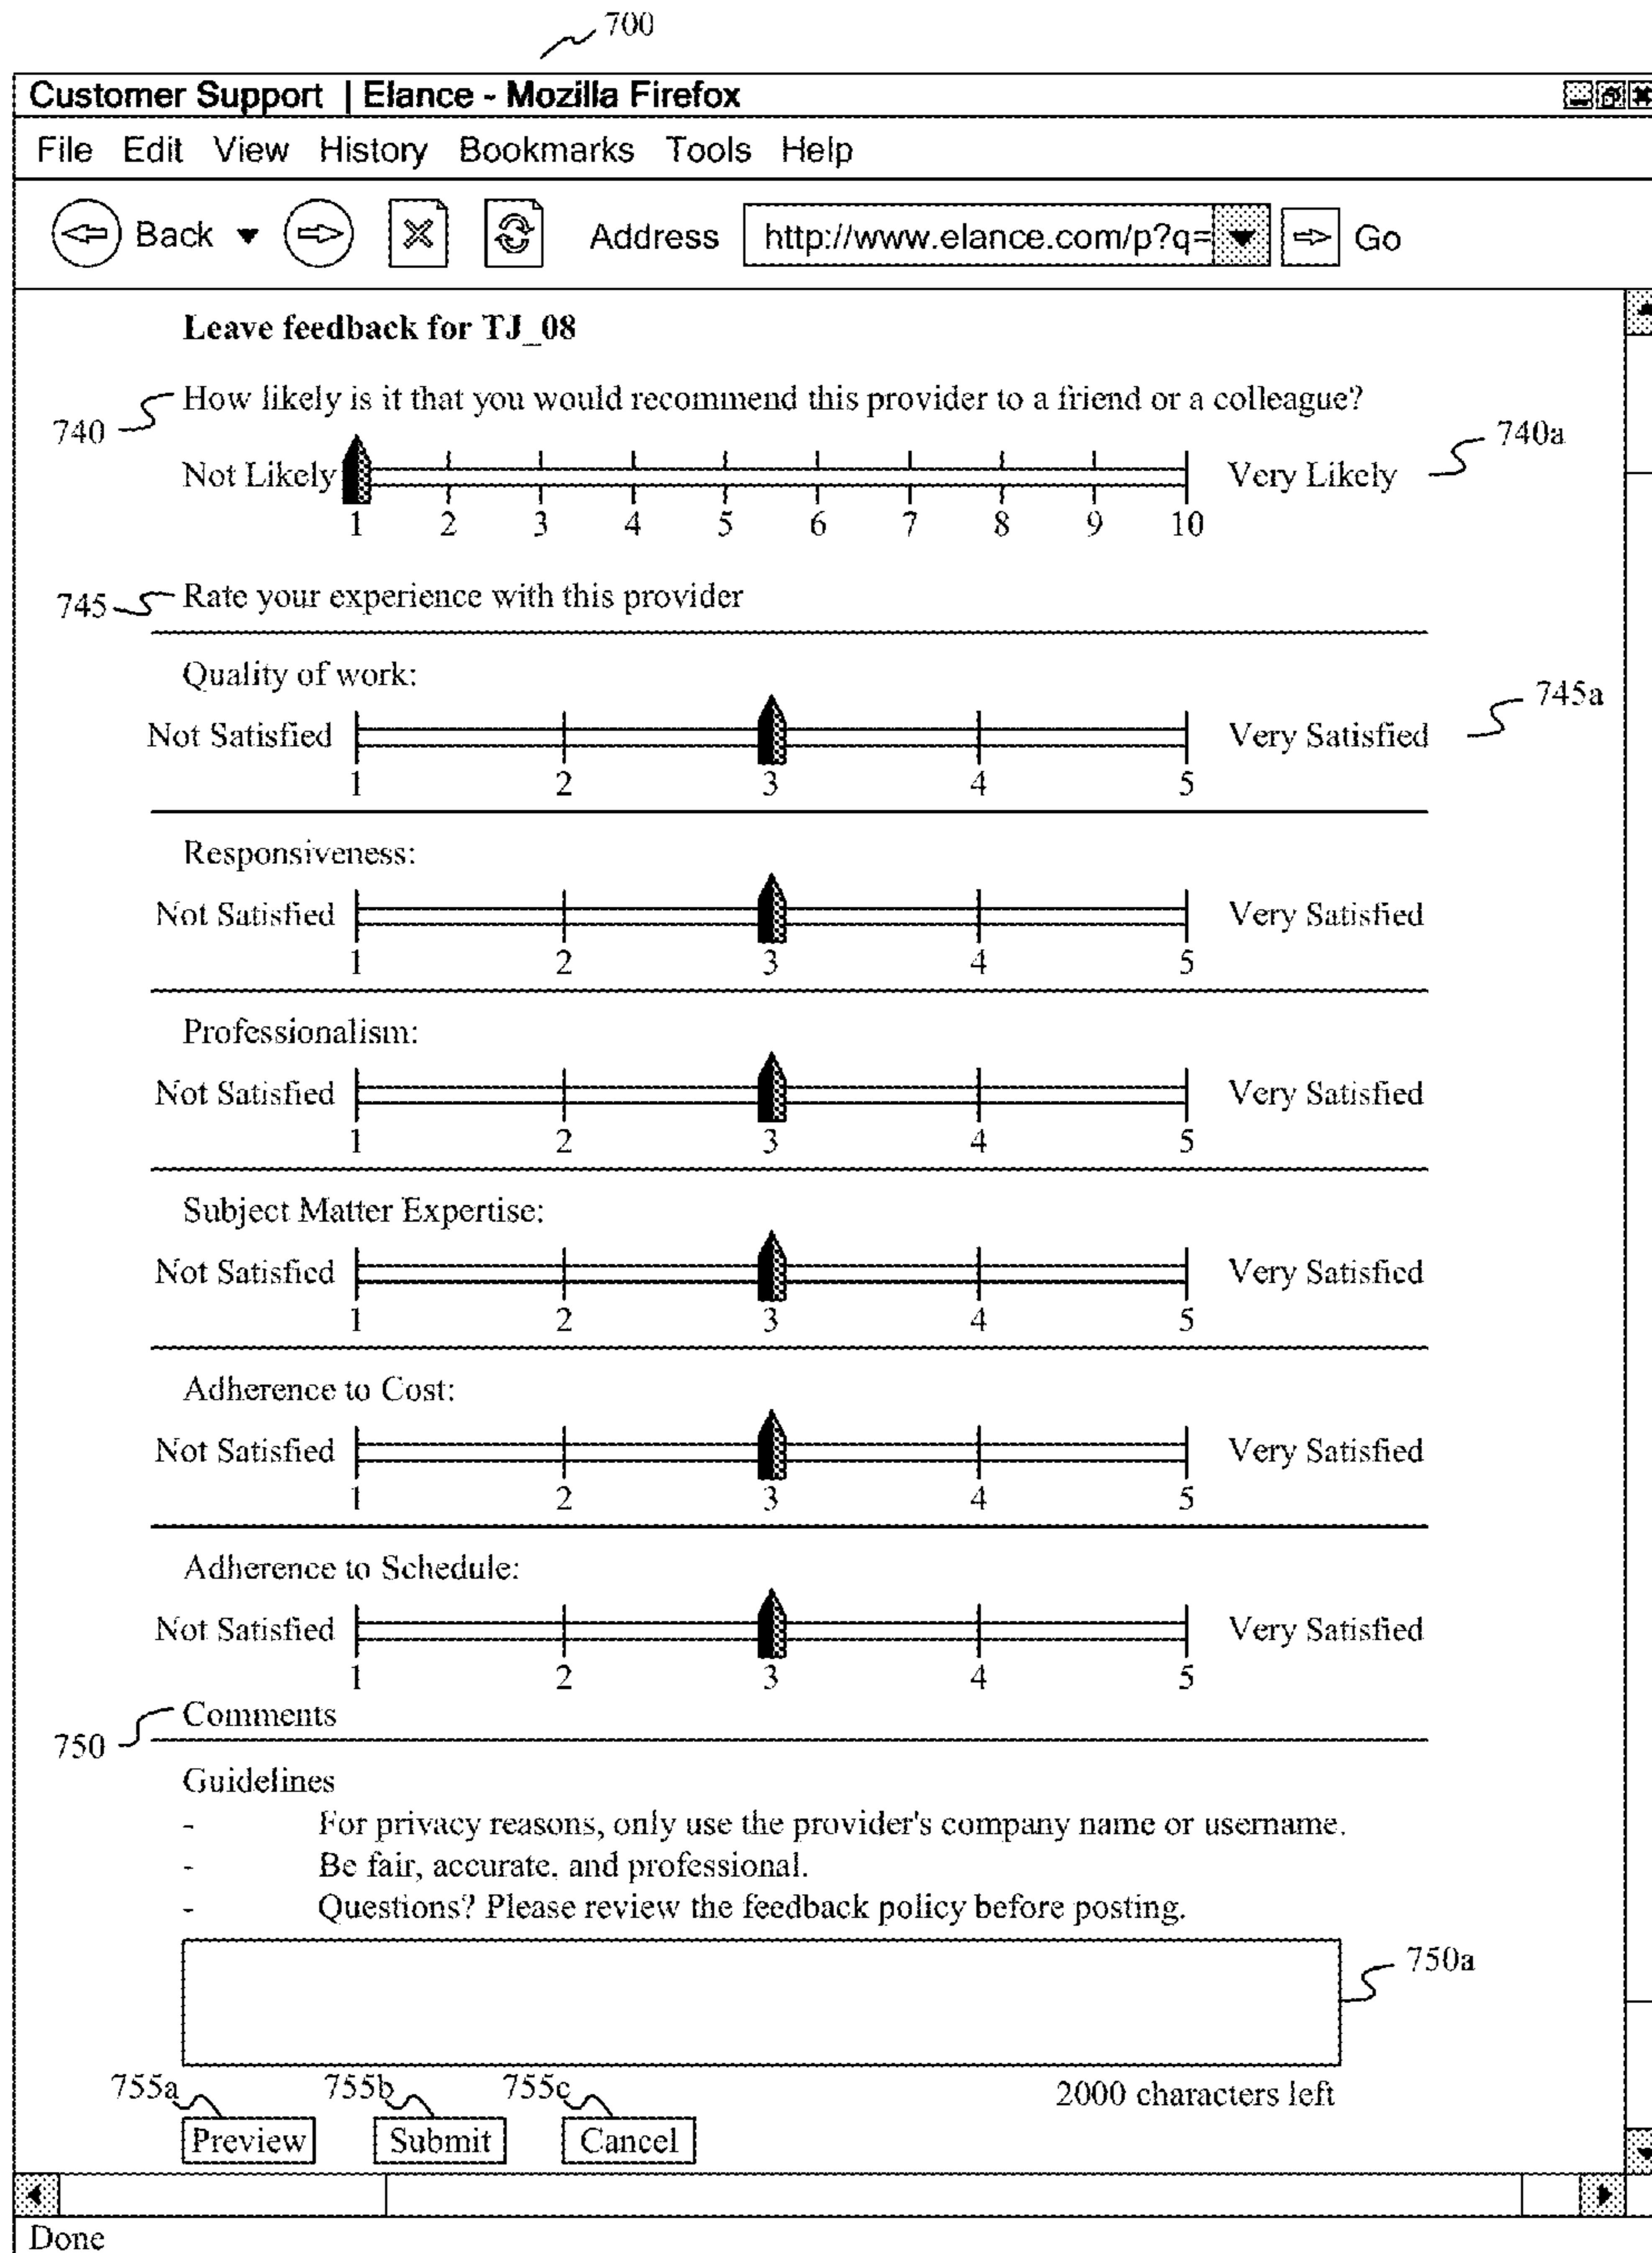 700
Customer Support | Elance - Mozilla Firefox
File Edit View History Bookmarks Tools Help
Back Address http://www.elance.com/p?q= Go
Leave feedback for TJ_08
740 How likely is it that you would recommend this provider to a friend or a colleague?
740a
Not Likely Very Likely
1 2 3 4 5 6 7 8 9 10
745 Rate your experience with this provider
Quality of work:
745a
Not Satisfied Very Satisfied
1 2 3 4 5
Responsiveness:
Not Satisfied Very Satisfied
1 2 3 4 5
Professionalism:
Not Satisfied Very Satisfied
1 2 3 4 5
Subject Matter Expertise:
Not Satisfied Very Satisfied
1 2 3 4 5
Adherence to Cost:
Not Satisfied Very Satisfied
1 2 3 4 5
Adherence to Schedule:
Not Satisfied Very Satisfied
1 2 3 4 5
750 Comments
Guidelines
- For privacy reasons, only use the provider's company name or username.
- Be fair, accurate, and professional.
- Questions? Please review the feedback policy before posting.
750a
755a 755b 755c 2000 characters left
Preview Submit Cancel
Done